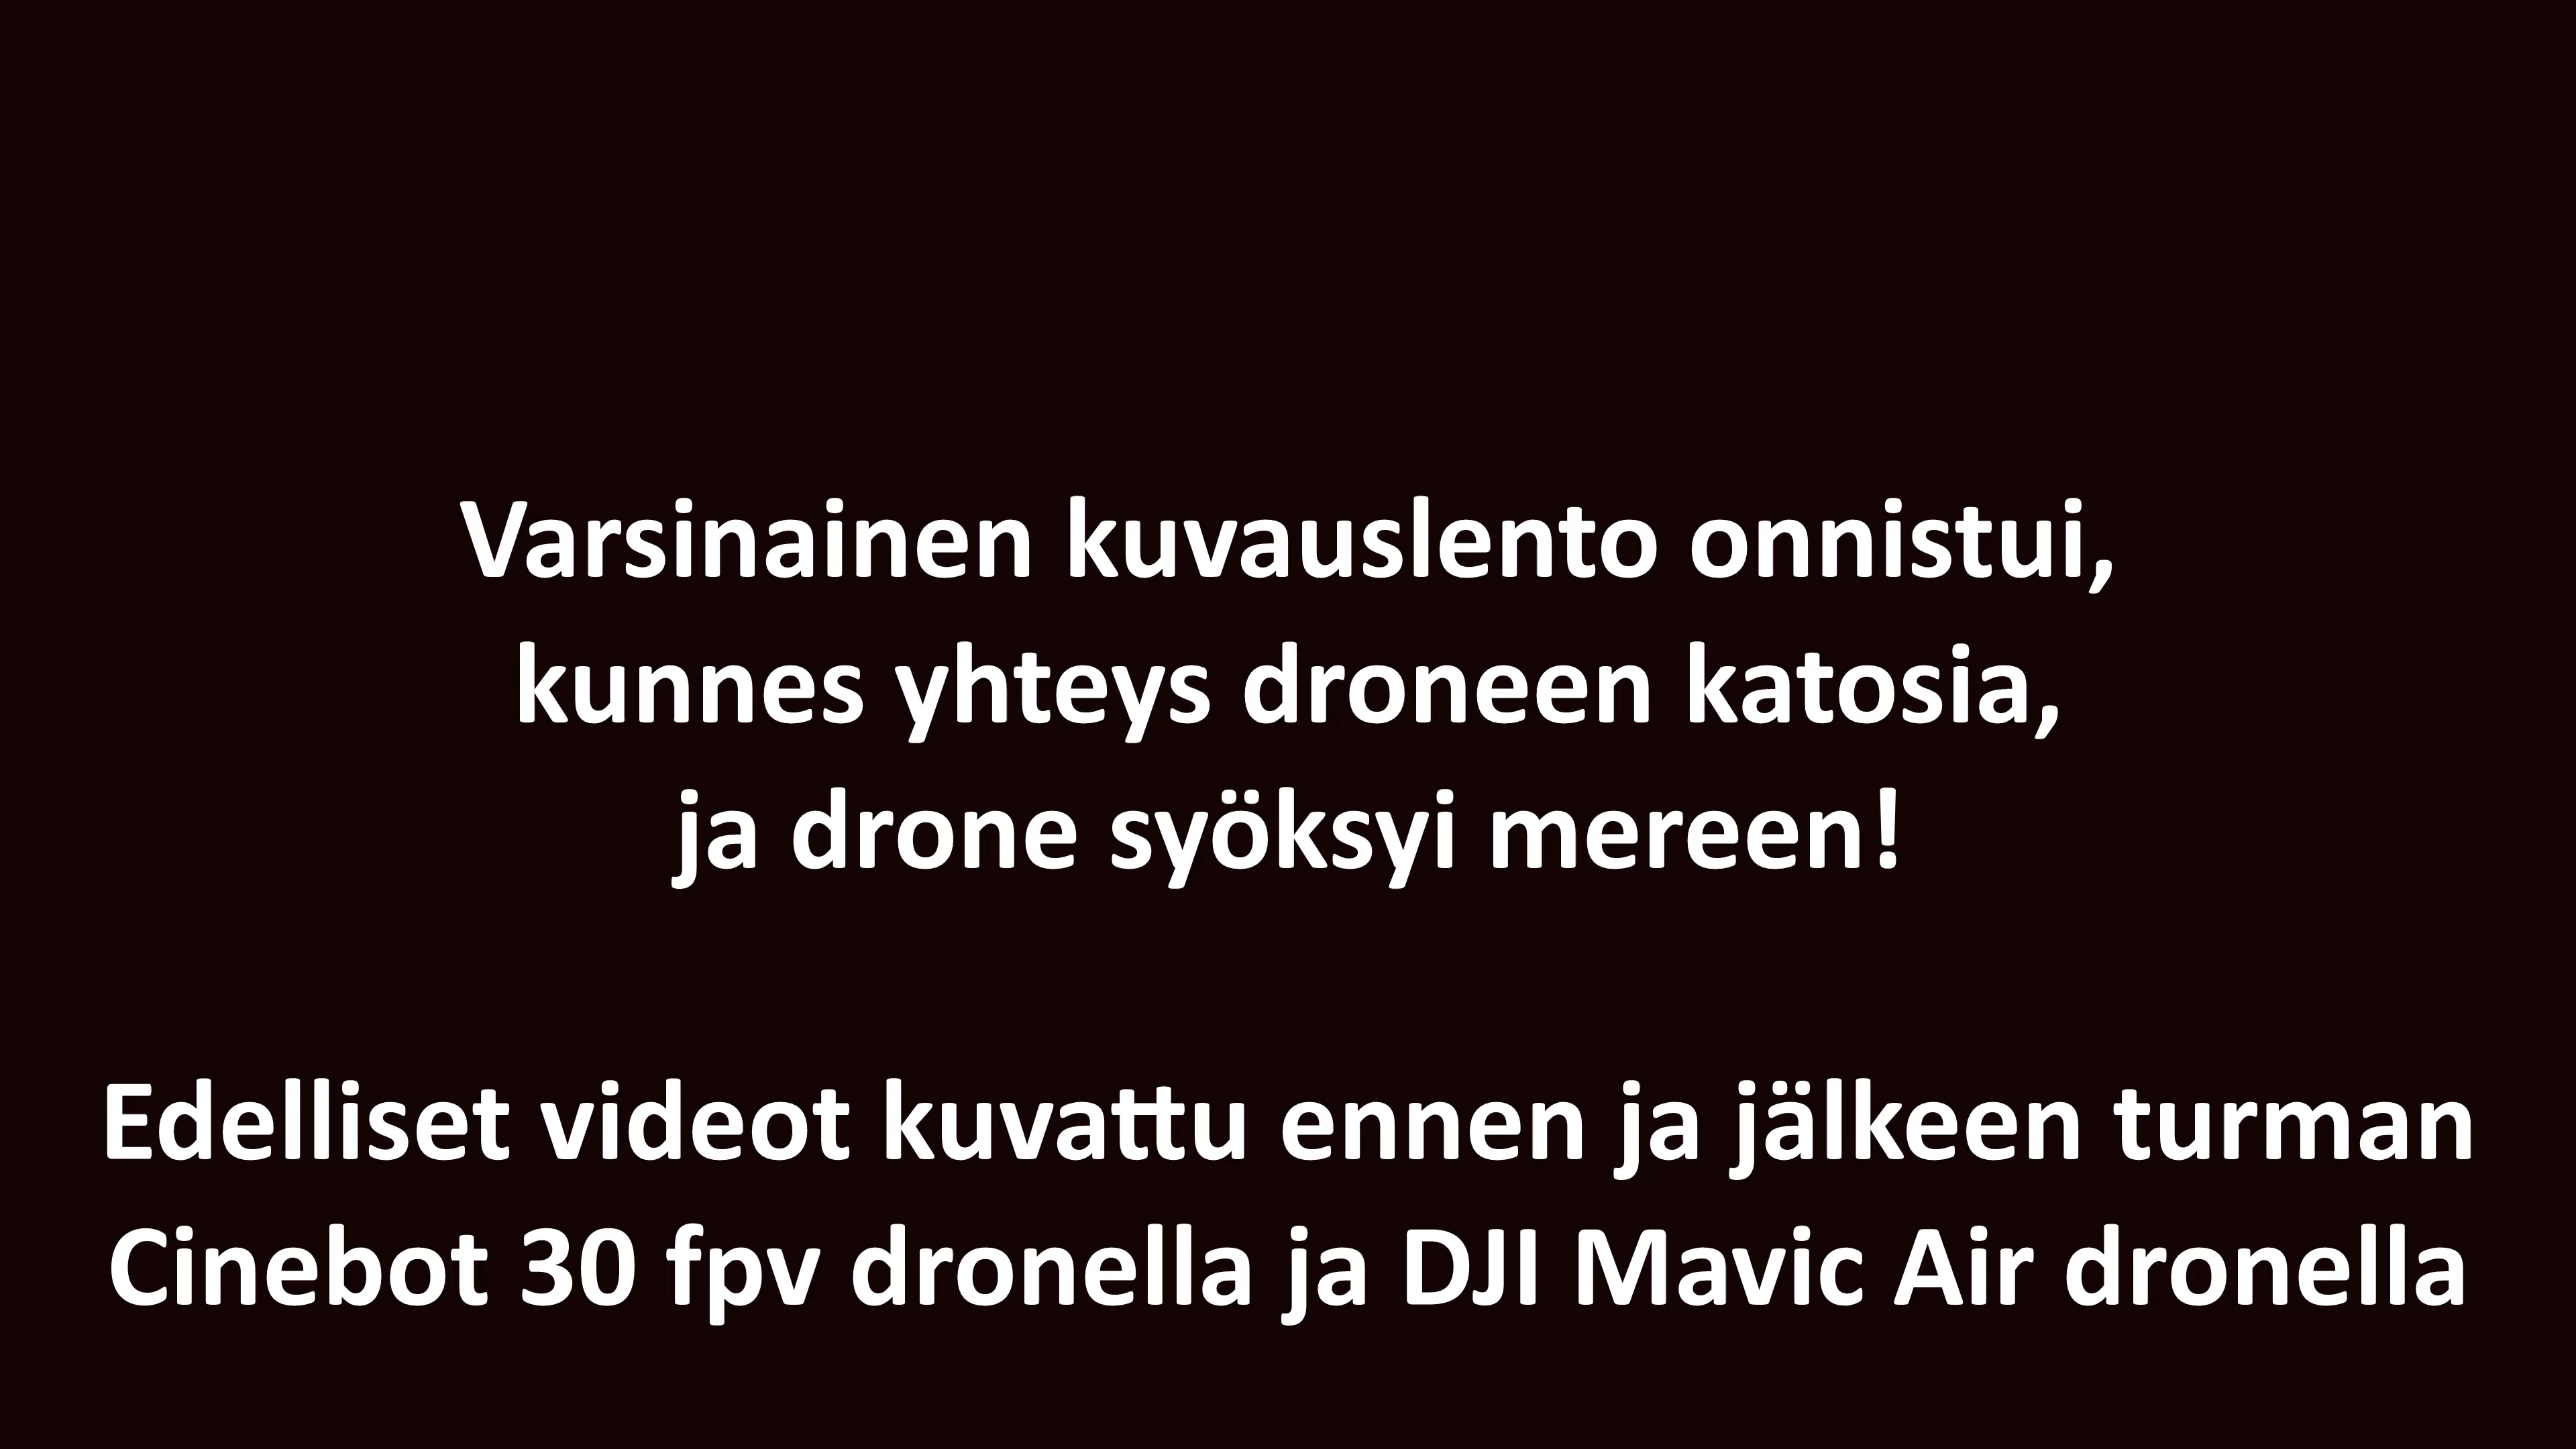 Varsinainen kuvauslento onnistui,
kunnes yhteys droneen katosia,
ja drone syöksyi mereen!
Edelliset videot kuvattu ennen ja jälkeen turman
Cinebot 30 fpv dronella ja DJI Mavic Air dronella